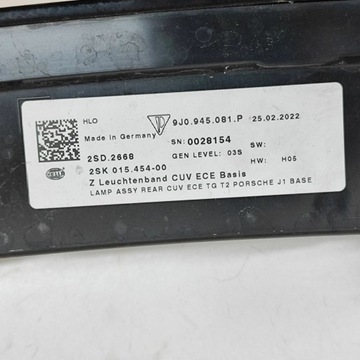 HLO 9J0.945.081.P 25.02.2022
Made in Germany SN: 0028154 SW:
2SD.2668 GEN LEVEL: 03S HW: H05
2SK 015.454-00
Z Leuchtenband CUV ECE Basis
LAMP ASSY REAR CUV ECE TG T2 PORSCHE J1 BASE
HELLA